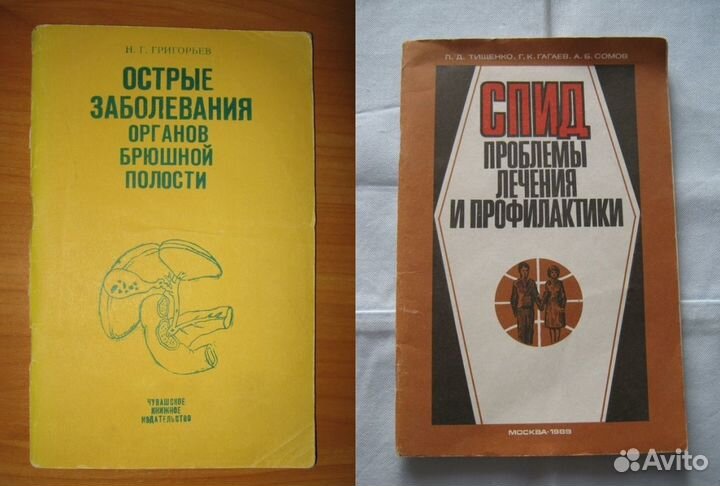 Н. Г. ГРИГОРЬЕВ
ОСТРЫЕ
ЗАБОЛЕВАНИЯ
ОРГАНОВ
БРЮШНОЙ
ПОЛОСТИ
ЧУВАШСКОЕ
КНИЖНОЕ
ИЗДАТЕЛЬСТВО
Л. Д. ТИЩЕНКО, Г. К. ГАГАЕВ, А. Б. СОМОВ
СПИД
ПРОБЛЕМЫ
ЛЕЧЕНИЯ
И ПРОФИЛАКТИКИ
МОСКВА-1989
Avito